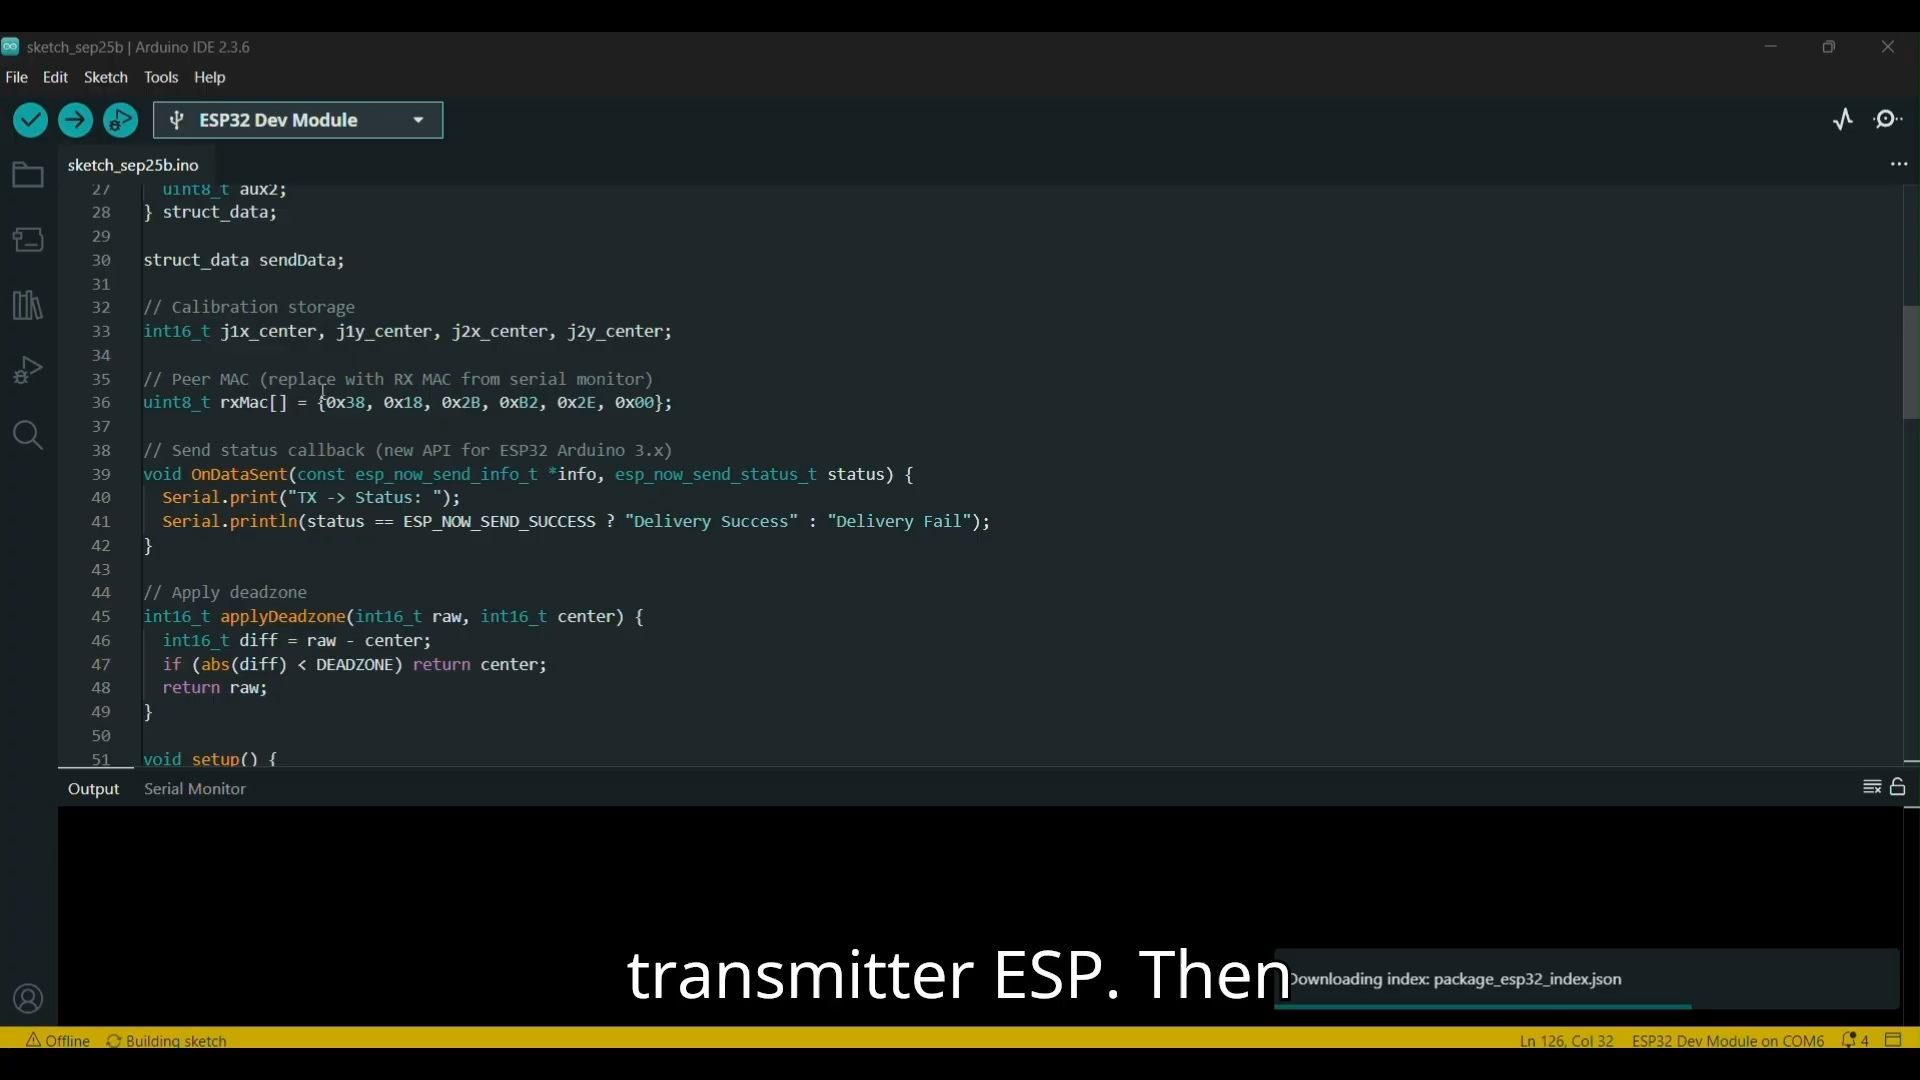 sketch_sep25b | Arduino IDE 2.3.6
File Edit Sketch Tools Help
ESP32 Dev Module
sketch_sep25b.ino
27 uint8_t aux2;
28 } struct_data;
29
30 struct_data sendData;
31
32 // Calibration storage
33 int16_t j1x_center, j1y_center, j2x_center, j2y_center;
34
35 // Peer MAC (replace with RX MAC from serial monitor)
36 uint8_t rxMac[] = {0x38, 0x18, 0x2B, 0xB2, 0x2E, 0x00};
37
38 // Send status callback (new API for ESP32 Arduino 3.x)
39 void OnDataSent(const esp_now_send_info_t *info, esp_now_send_status_t status) {
40 Serial.print("TX -> Status: ");
41 Serial.println(status == ESP_NOW_SEND_SUCCESS ? "Delivery Success" : "Delivery Fail");
42 }
43
44 // Apply deadzone
45 int16_t applyDeadzone(int16_t raw, int16_t center) {
46 int16_t diff = raw - center;
47 if (abs(diff) < DEADZONE) return center;
48 return raw;
49 }
50
51 void setup() {
Output Serial Monitor
transmitter ESP. Then
Downloading index: package_esp32_index.json
Offline Building sketch Ln 126, Col 32 ESP32 Dev Module on COM6 4